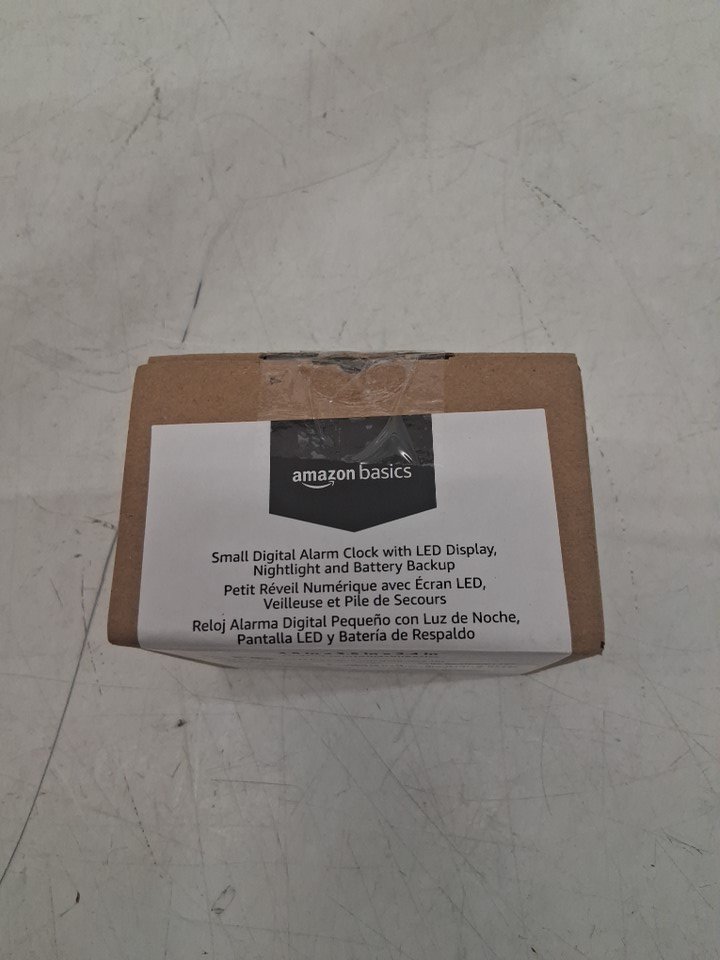 amazon basics
Small Digital Alarm Clock with LED Display,
Nightlight and Battery Backup
Petit Réveil Numérique avec Écran LED,
Veilleuse et Pile de Secours
Reloj Alarma Digital Pequeño con Luz de Noche,
Pantalla LED y Batería de Respaldo